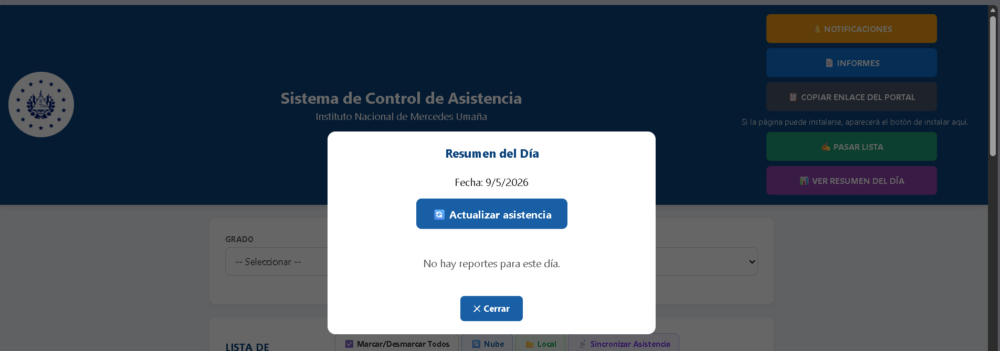 NOTIFICACIONES
INFORMES
COPIAR ENLACE DEL PORTAL
Si la página puede instalarse, aparecerá el botón de instalar aquí.
PASAR LISTA
VER RESUMEN DEL DÍA
Sistema de Control de Asistencia
Instituto Nacional de Mercedes Umaña
Resumen del Día
Fecha: 9/5/2026
Actualizar asistencia
No hay reportes para este día.
Cerrar
GRADO
-- Seleccionar --
LISTA DE
Marcar/Desmarcar Todos
Nube
Local
Sincronizar Asistencia